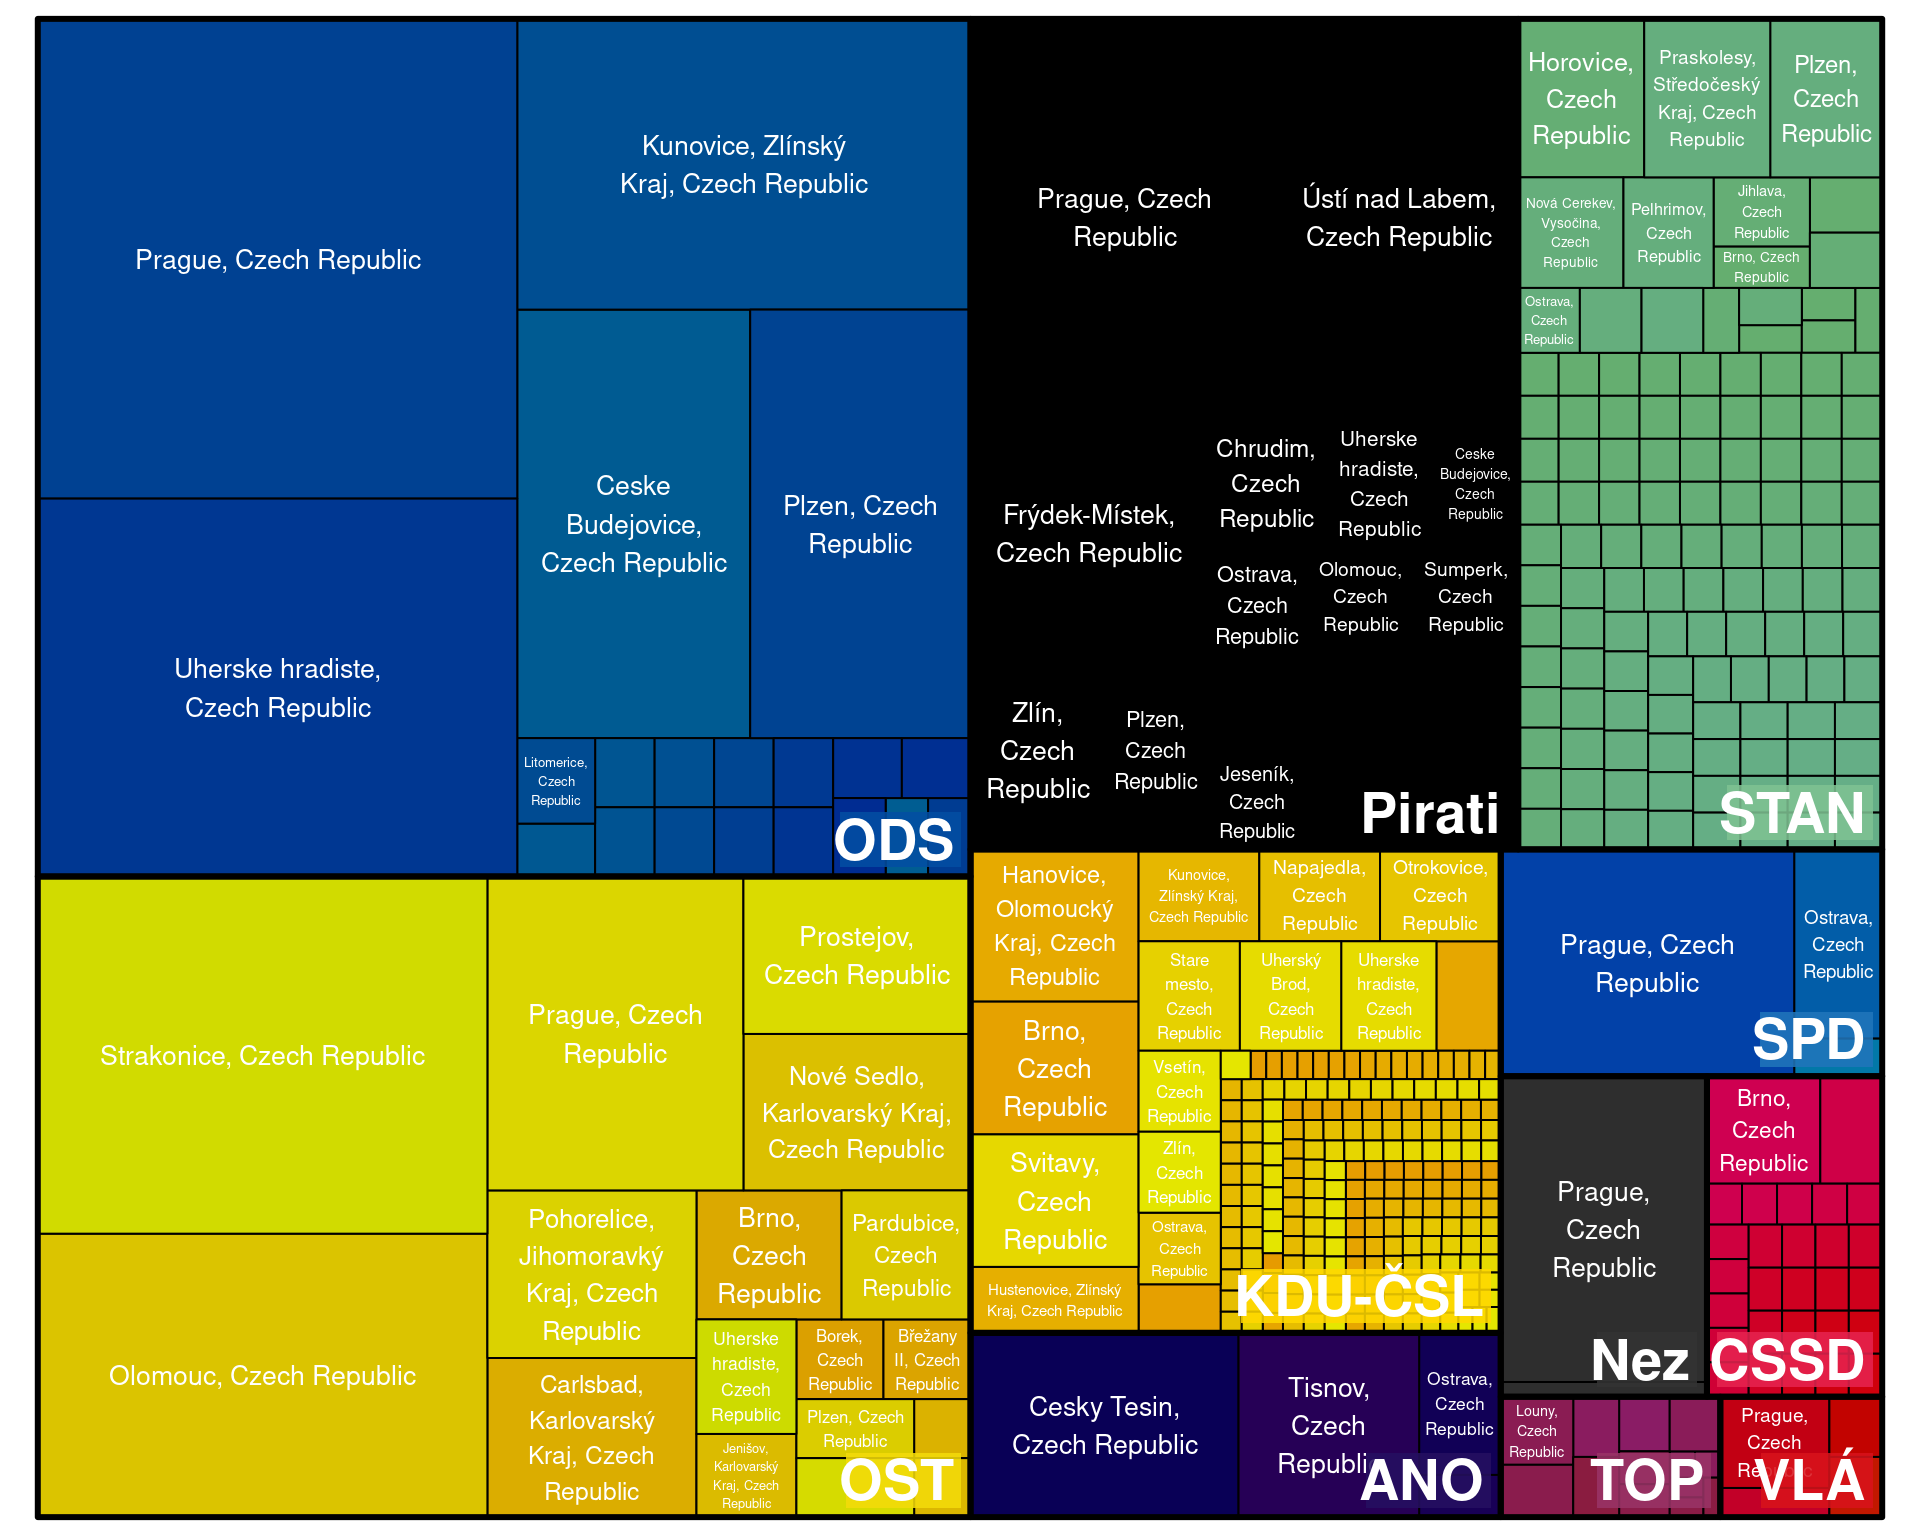 Prague, Czech Republic
Kunovice, Zlínský
Kraj, Czech Republic
Uherske hradiste,
Czech Republic
Ceske
Budejovice,
Czech Republic
Plzen, Czech
Republic
Litomerice,
Czech
Republic
ODS
Prague, Czech
Republic
Ústí nad Labem,
Czech Republic
Frýdek-Místek,
Czech Republic
Chrudim,
Czech
Republic
Uherske
hradiste,
Czech
Republic
Ceske
Budejovice,
Czech
Republic
Ostrava,
Czech
Republic
Olomouc,
Czech
Republic
Sumperk,
Czech
Republic
Zlín,
Czech
Republic
Plzen,
Czech
Republic
Jeseník,
Czech
Republic
Pirati
Horovice,
Czech
Republic
Praskolesy,
Středočeský
Kraj, Czech
Republic
Plzen,
Czech
Republic
Nová Cerekev,
Vysočina,
Czech
Republic
Pelhrimov,
Czech
Republic
Jihlava,
Czech
Republic
Brno, Czech
Republic
Ostrava,
Czech
Republic
STAN
Strakonice, Czech Republic
Olomouc, Czech Republic
Prague, Czech
Republic
Prostejov,
Czech Republic
Nové Sedlo,
Karlovarský Kraj,
Czech Republic
Pohorelice,
Jihomoravký
Kraj, Czech
Republic
Brno,
Czech
Republic
Pardubice,
Czech
Republic
Carlsbad,
Karlovarský
Kraj, Czech
Republic
Uherske
hradiste,
Czech
Republic
Borek,
Czech
Republic
Břežany
II, Czech
Republic
Plzen, Czech
Republic
Jenišov,
Karlovarský
Kraj, Czech
Republic
OST
Hanovice,
Olomoucký
Kraj, Czech
Republic
Kunovice,
Zlínský Kraj,
Czech Republic
Napajedla,
Czech
Republic
Otrokovice,
Czech
Republic
Brno,
Czech
Republic
Stare
mesto,
Czech
Republic
Uherský
Brod,
Czech
Republic
Uherske
hradiste,
Czech
Republic
Svitavy,
Czech
Republic
Vsetín,
Czech
Republic
Zlín,
Czech
Republic
Ostrava,
Czech
Republic
Hustenovice, Zlínský
Kraj, Czech Republic
KDU-ČSL
Prague, Czech
Republic
Ostrava,
Czech
Republic
SPD
Prague,
Czech
Republic
Nez
Brno,
Czech
Republic
CSSD
Cesky Tesin,
Czech Republic
Tisnov,
Czech
Republic
Ostrava,
Czech
Republic
ANO
Louny,
Czech
Republic
TOP
Prague,
Czech
Republic
VLÁ